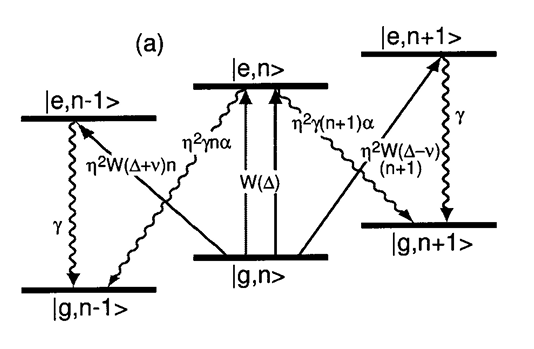 (a)
|e,n+1>
|e,n>
|e,n-1>
γ
η²γ(n+1)α
η²γnα
η²W(Δ−ν)
(n+1)
η²W(Δ+ν)n
W(Δ)
γ
|g,n+1>
|g,n>
|g,n-1>